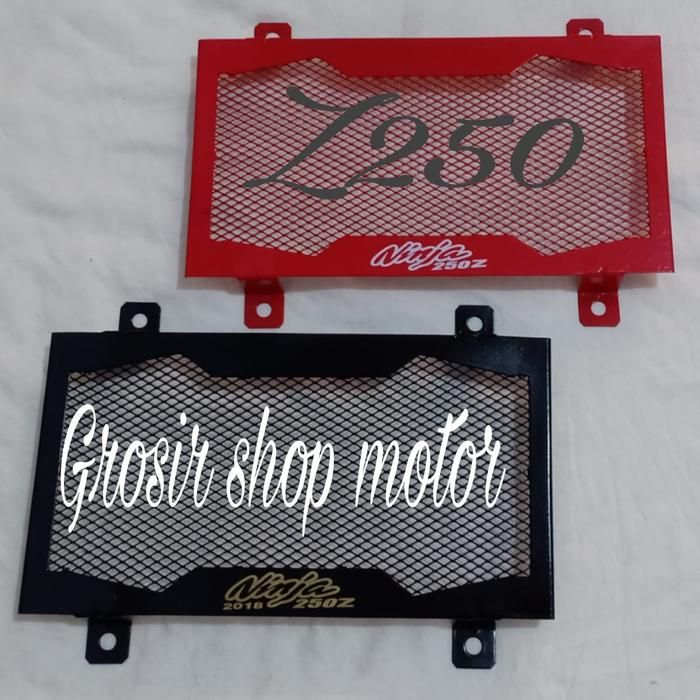 Z250
Ninja
250Z
Grosir shop motor
Ninja
2018 250Z